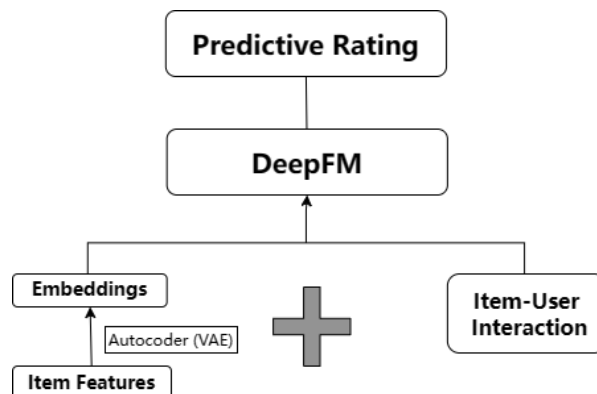 Predictive Rating
DeepFM
Embeddings
Item-User
Interaction
Autocoder (VAE)
Item Features